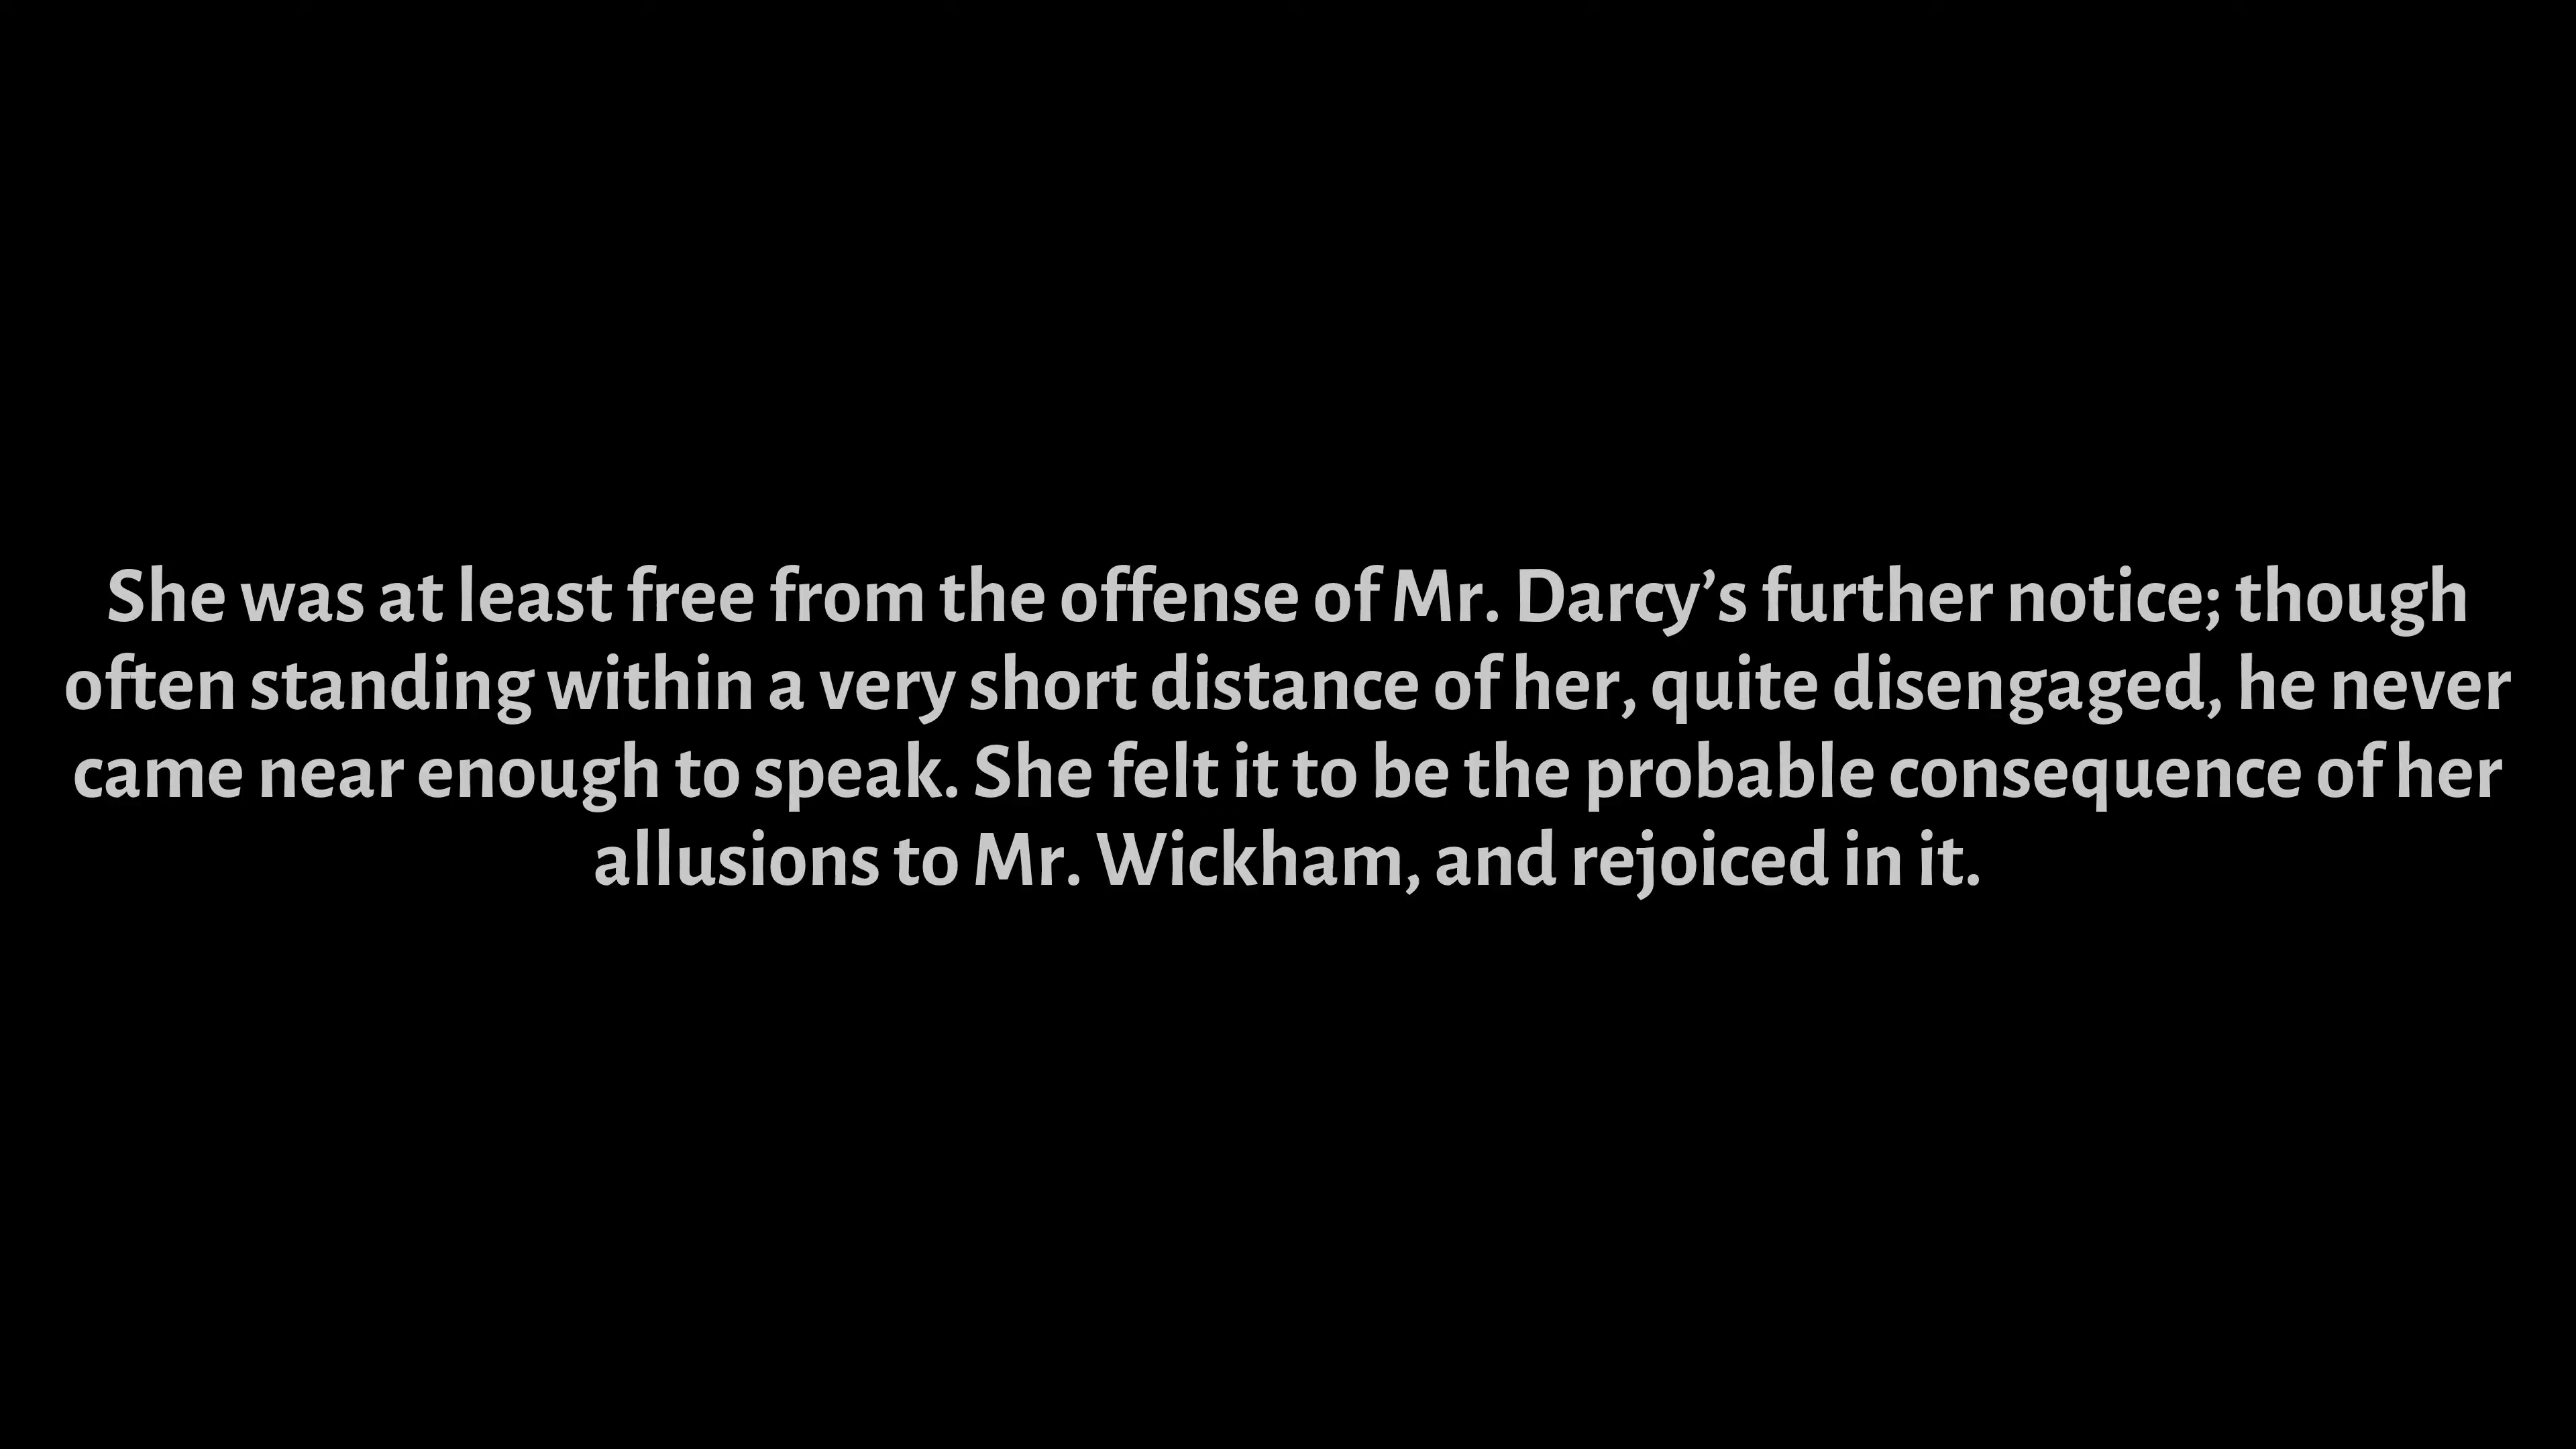 She was at least free from the offense of Mr. Darcy’s further notice; though
often standing within a very short distance of her, quite disengaged, he never
came near enough to speak. She felt it to be the probable consequence of her
allusions to Mr. Wickham, and rejoiced in it.